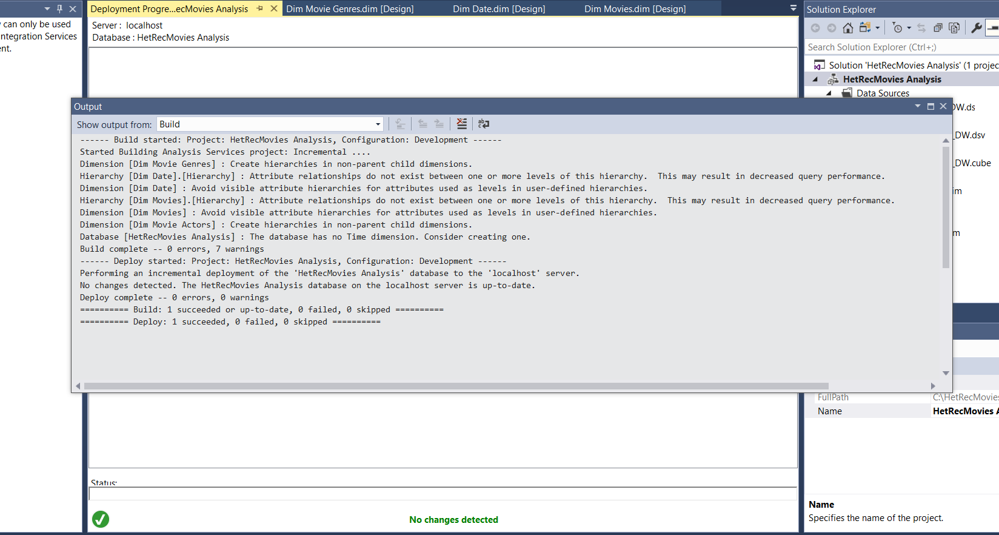 can only be used
ntegration Services
ent.
Deployment Progre...ecMovies Analysis
Dim Movie Genres.dim [Design]
Dim Date.dim [Design]
Dim Movies.dim [Design]
Server : localhost
Database : HetRecMovies Analysis
Solution Explorer
Search Solution Explorer (Ctrl+;)
Solution 'HetRecMovies Analysis' (1 projec
HetRecMovies Analysis
Data Sources
DW.ds
_DW.dsv
_DW.cube
im
m
Output
Show output from: Build
------ Build started: Project: HetRecMovies Analysis, Configuration: Development ------
Started Building Analysis Services project: Incremental ....
Dimension [Dim Movie Genres] : Create hierarchies in non-parent child dimensions.
Hierarchy [Dim Date].[Hierarchy] : Attribute relationships do not exist between one or more levels of this hierarchy.  This may result in decreased query performance.
Dimension [Dim Date] : Avoid visible attribute hierarchies for attributes used as levels in user-defined hierarchies.
Hierarchy [Dim Movies].[Hierarchy] : Attribute relationships do not exist between one or more levels of this hierarchy.  This may result in decreased query performance.
Dimension [Dim Movies] : Avoid visible attribute hierarchies for attributes used as levels in user-defined hierarchies.
Dimension [Dim Movie Actors] : Create hierarchies in non-parent child dimensions.
Database [HetRecMovies Analysis] : The database has no Time dimension. Consider creating one.
Build complete -- 0 errors, 7 warnings
------ Deploy started: Project: HetRecMovies Analysis, Configuration: Development ------
Performing an incremental deployment of the 'HetRecMovies Analysis' database to the 'localhost' server.
No changes detected. The HetRecMovies Analysis database on the localhost server is up-to-date.
Deploy complete -- 0 errors, 0 warnings
========== Build: 1 succeeded or up-to-date, 0 failed, 0 skipped ==========
========== Deploy: 1 succeeded, 0 failed, 0 skipped ==========
FullPath
C:\HetRecMovies
Name
HetRecMovies A
Status:
No changes detected
Name
Specifies the name of the project.